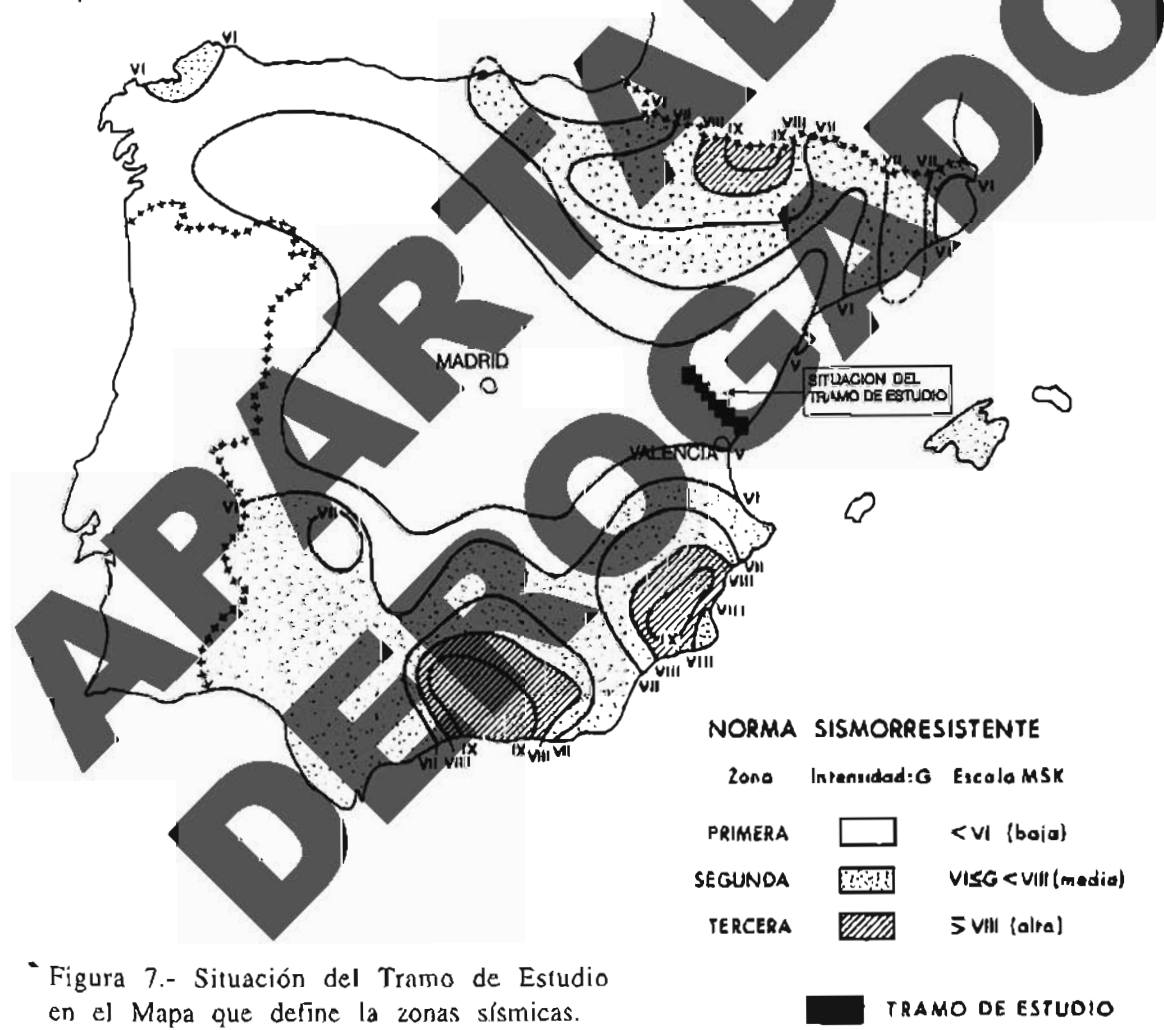 VI
VI
VI
VII
VIII
IX
IX
VIII
VII
VII
VII
VI
VI
VI
V
MADRID
SITUACION DEL
TRAMO DE ESTUDIO
VALENCIA V
VI
VII
VI
VII
VIII
VIII
IX
VIII
VIII
VII
VII
VIII
IX
IX
VIII
VII
APARTADO
DEROGADO
NORMA SISMORRESISTENTE
Zona Intensidad:G Escala MSK
PRIMERA < VI (baja)
SEGUNDA VI≤G < VIII (media)
TERCERA ≥ VIII (alta)
Figura 7.- Situación del Tramo de Estudio
en el Mapa que define la zonas sísmicas.
TRAMO DE ESTUDIO